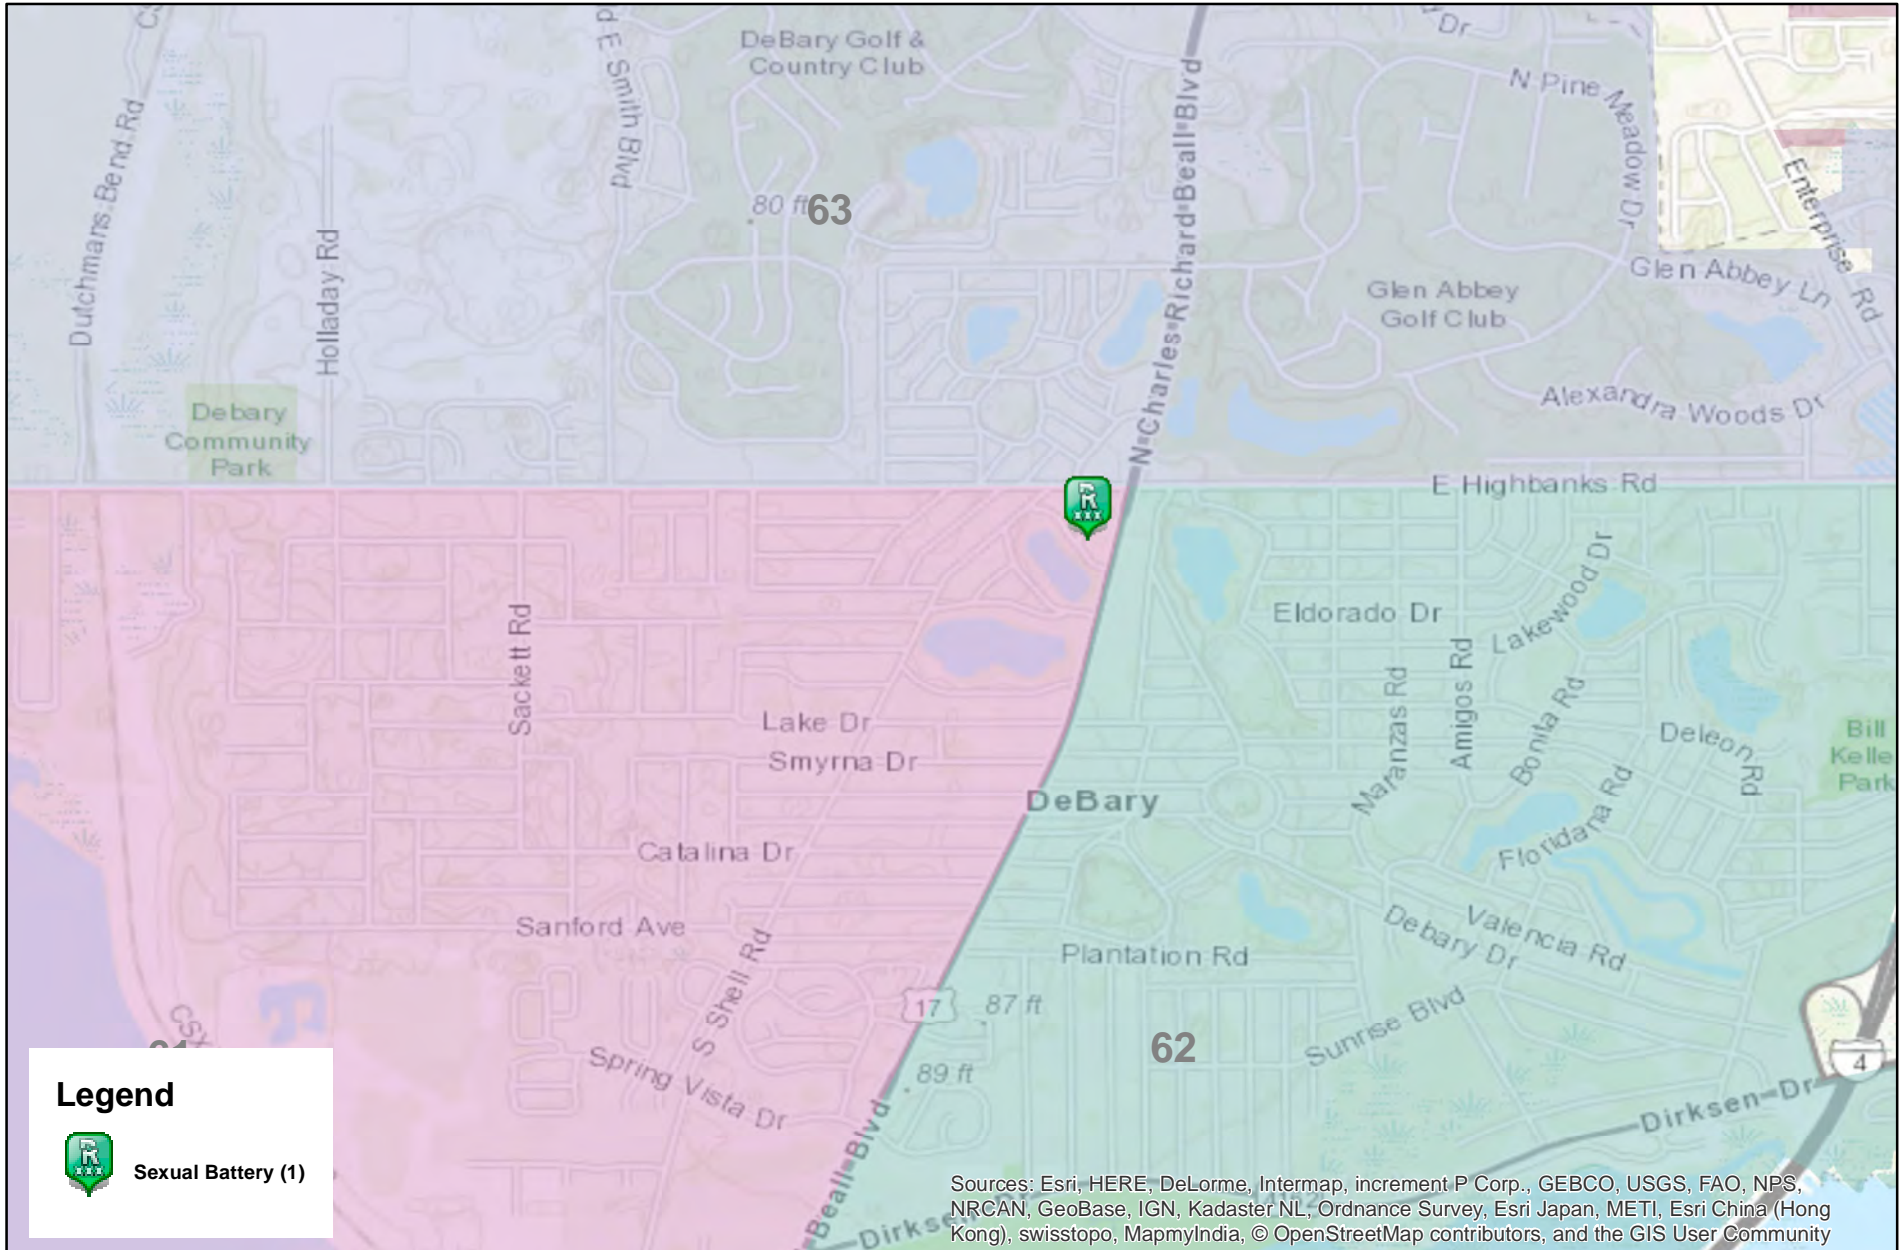 DeBary Golf &
Country Club
E Smith Blvd
Dr
N Pine Meadow Dr
Dutchmans Bend Rd
Holladay Rd
80 ft
63
N Charles Richard Beall Blvd
Enterprise Rd
Glen Abbey Ln
Glen Abbey
Golf Club
Alexandra Woods Dr
Debary
Community
Park
E Highbanks Rd
R
xxx
Sackett Rd
Eldorado Dr
Lakewood Dr
Maranzas Rd
Amigos Rd
Bonita Rd
Deleon Rd
Bill
Kelle
Park
Lake Dr
Smyrna Dr
DeBary
Floridana Rd
Catalina Dr
Sanford Ave
S Shell Rd
Plantation Rd
Debary Dr
Valencia Rd
17
87 ft
62
Sunrise Blvd
CSX
Spring Vista Dr
89 ft
4
Dirksen Dr
Beall Blvd
Dirksen Dr
Legend
R
xxx
Sexual Battery (1)
Sources: Esri, HERE, DeLorme, Intermap, increment P Corp., GEBCO, USGS, FAO, NPS,
NRCAN, GeoBase, IGN, Kadaster NL, Ordnance Survey, Esri Japan, METI, Esri China (Hong
Kong), swisstopo, MapmyIndia, © OpenStreetMap contributors, and the GIS User Community